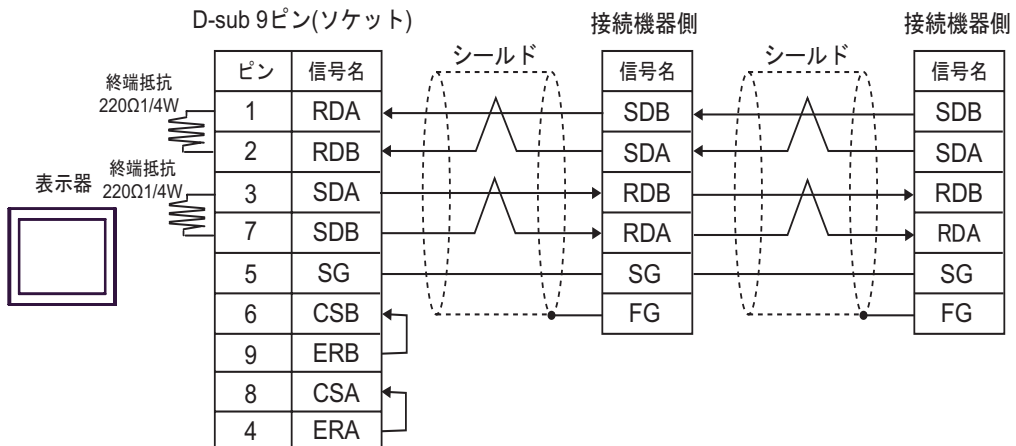 D-sub 9ピン(ソケット)
接続機器側
接続機器側
シールド
シールド
ピン 信号名
信号名
信号名
終端抵抗
220Ω1/4W
1 RDA
SDB
SDB
2 RDB
SDA
SDA
終端抵抗
220Ω1/4W
表示器
3 SDA
RDB
RDB
7 SDB
RDA
RDA
5 SG
SG
SG
6 CSB
FG
FG
9 ERB
8 CSA
4 ERA